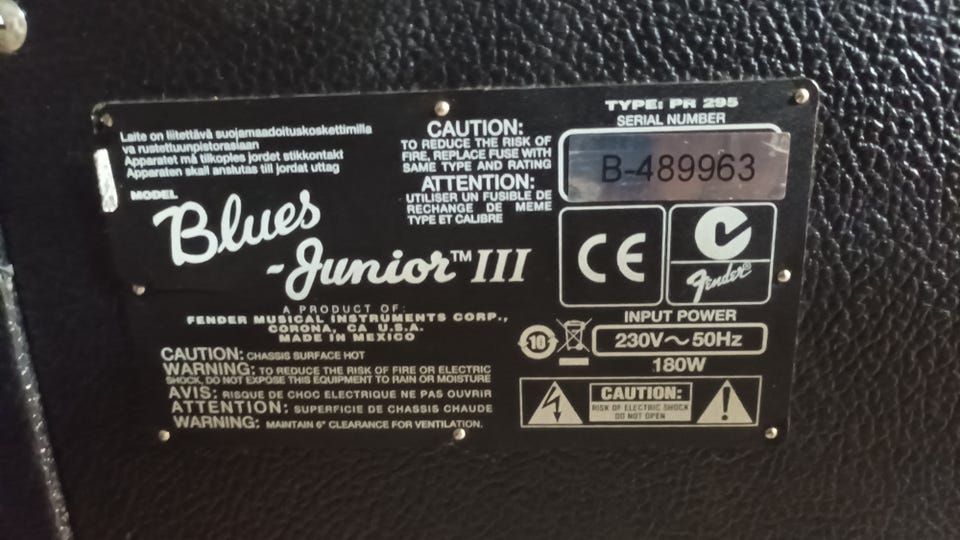 Laite on liitettävä suojamaadoituskoskettimilla
va rustettuunpistorasiaan
Apparatet må tilkoples jordet stikkontakt
Apparaten skall anslutas till jordat uttag
MODEL
Blues
Junior™ III
CAUTION:
TO REDUCE THE RISK OF
FIRE, REPLACE FUSE WITH
SAME TYPE AND RATING
ATTENTION:
UTILISER UN FUSIBLE DE
RECHANGE DE MEME
TYPE ET CALIBRE
TYPE: PR 295
SERIAL NUMBER
B-489963
CE
Fender®
A PRODUCT OF:
FENDER MUSICAL INSTRUMENTS CORP.,
CORONA, CA U.S.A.
MADE IN MEXICO
INPUT POWER
10
230V~50Hz
180W
CAUTION: CHASSIS SURFACE HOT
WARNING: TO REDUCE THE RISK OF FIRE OR ELECTRIC
SHOCK, DO NOT EXPOSE THIS EQUIPMENT TO RAIN OR MOISTURE
AVIS: RISQUE DE CHOC ELECTRIQUE NE PAS OUVRIR
ATTENTION: SUPERFICIE DE CHASSIS CHAUDE
WARNING: MAINTAIN 6" CLEARANCE FOR VENTILATION.
CAUTION:
RISK OF ELECTRIC SHOCK
DO NOT OPEN